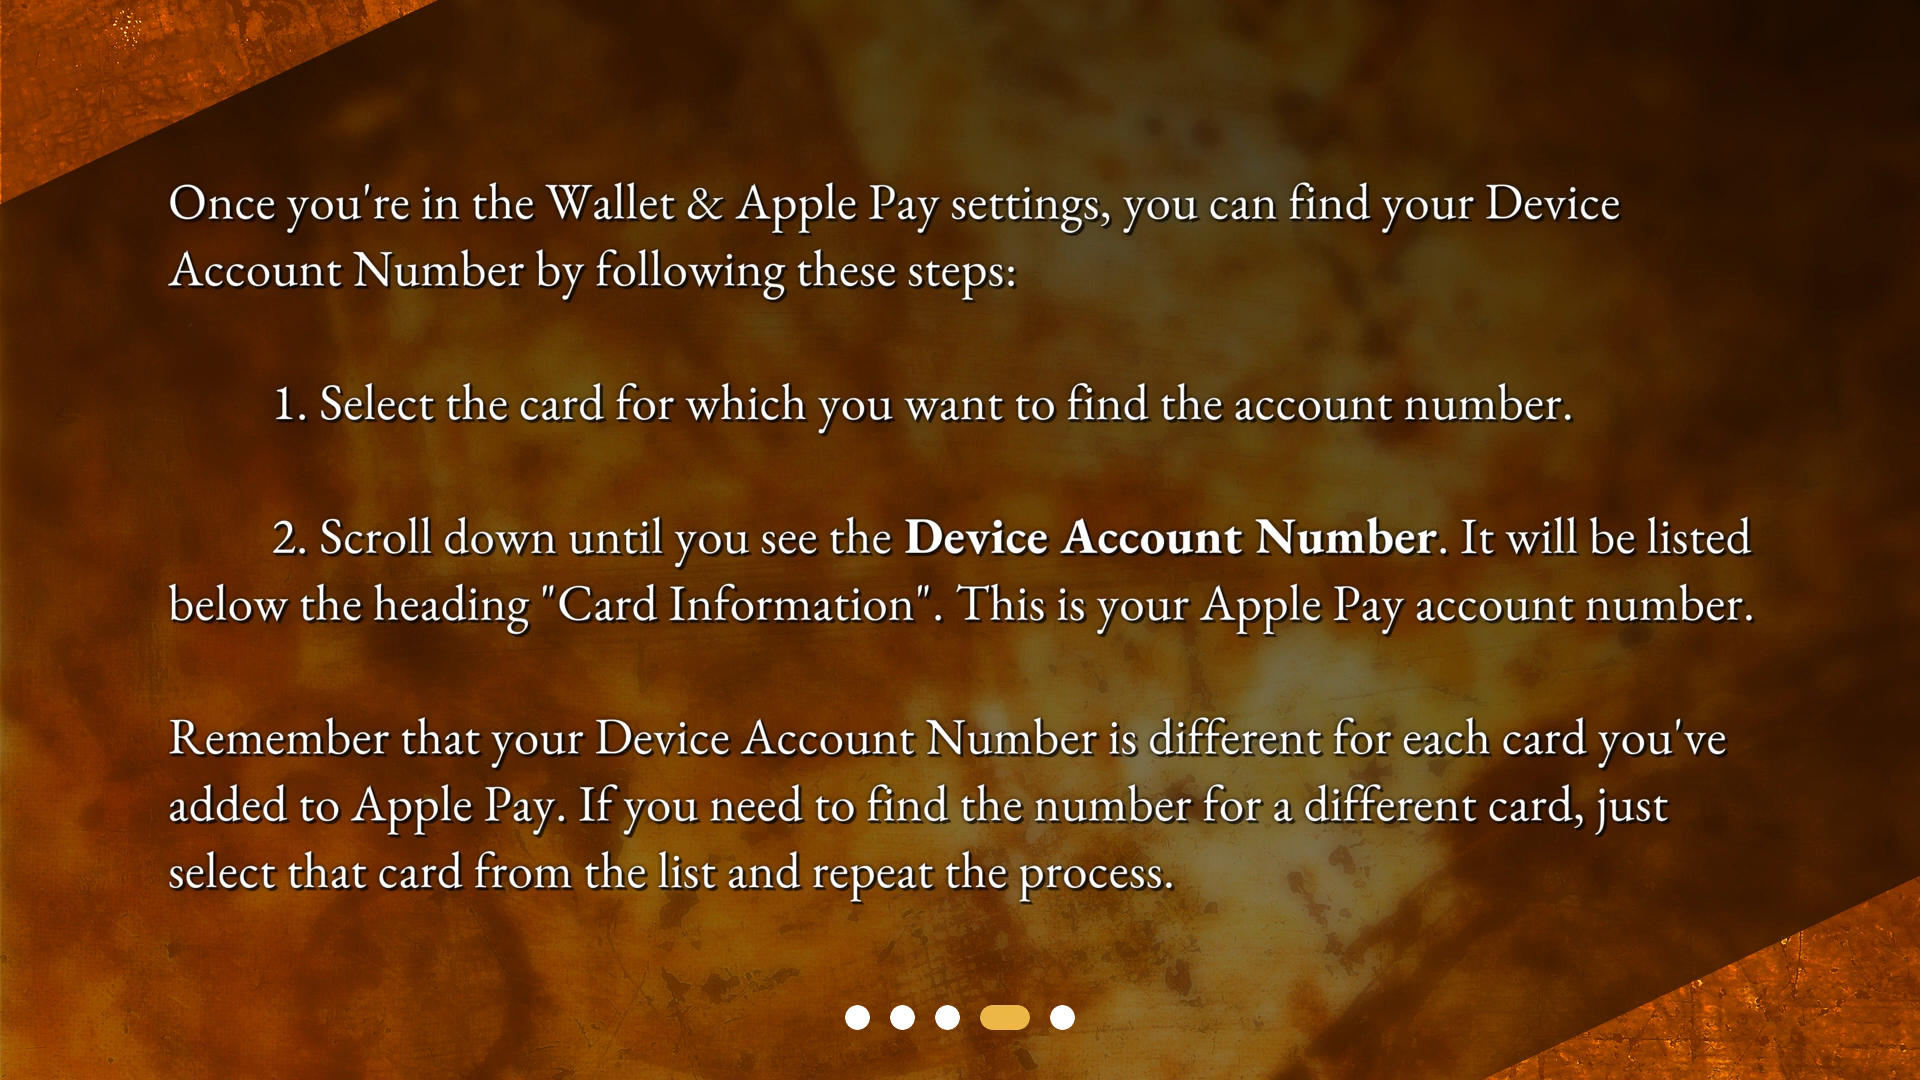 Once you're in the Wallet & Apple Pay settings, you can find your Device
Account Number by following these steps:
1. Select the card for which you want to find the account number.
2. Scroll down until you see the Device Account Number. It will be listed
below the heading "Card Information". This is your Apple Pay account number.
Remember that your Device Account Number is different for each card you've
added to Apple Pay. If you need to find the number for a different card, just
select that card from the list and repeat the process.